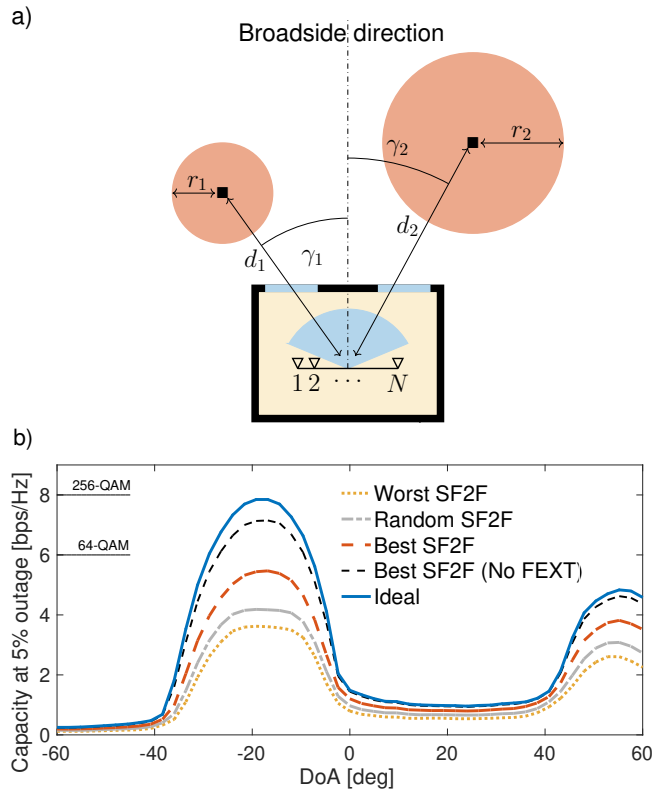 a)
Broadside direction
r₁
r₂
γ₂
d₂
d₁
γ₁
1 2 ··· N
b)
256-QAM
64-QAM
Worst SF2F
Random SF2F
Best SF2F
Best SF2F (No FEXT)
Ideal
Capacity at 5% outage [bps/Hz]
8
6
4
2
0
-60 -40 -20 0 20 40 60
DoA [deg]